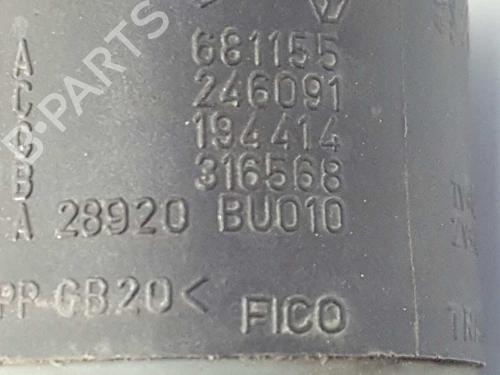 A 681155
C 246091
C 194414
B 316568
A 28920 BU010
PP-GB20< FICO
B-PARTS